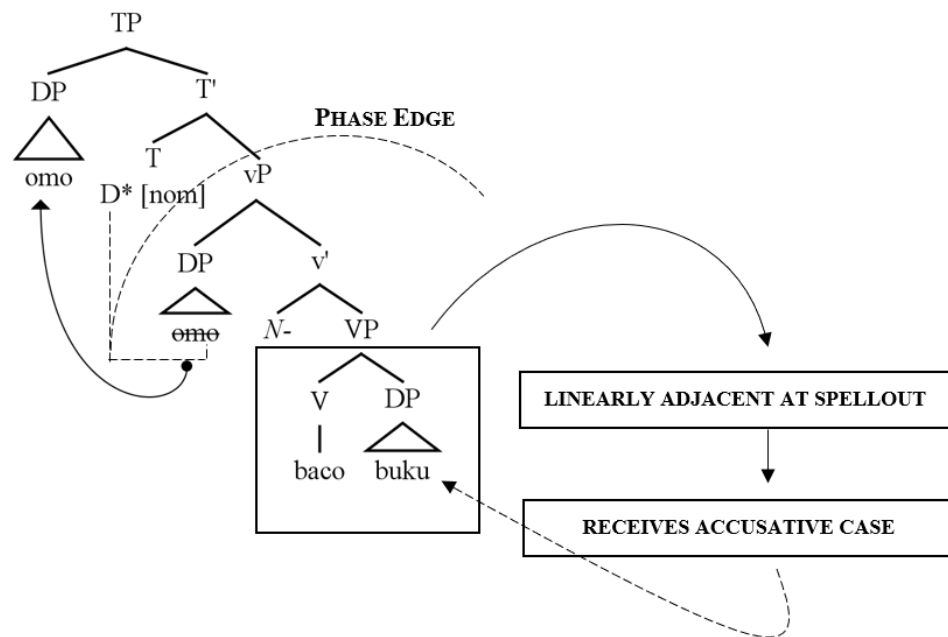 TP
DP T'
PHASE EDGE
T vP
omo
D* [nom]
DP v'
omo N- VP
V DP
LINEARLY ADJACENT AT SPELLOUT
baco buku
RECEIVES ACCUSATIVE CASE